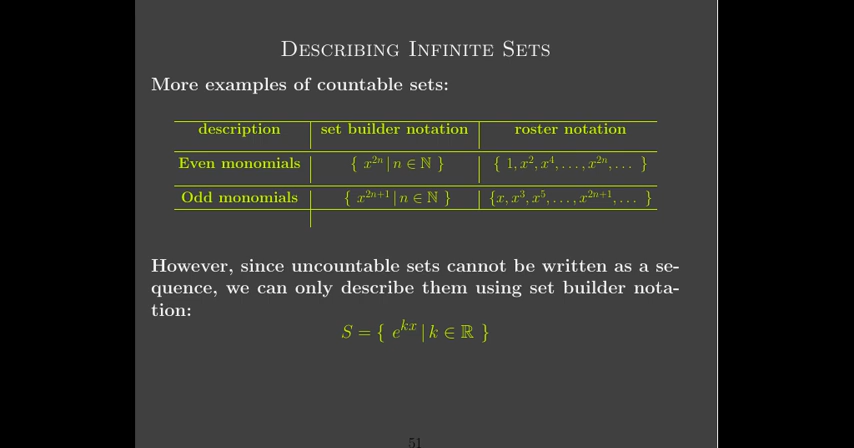 Describing Infinite Sets
More examples of countable sets:
description set builder notation roster notation
Even monomials { x^{2n} | n ∈ ℕ } { 1, x^2, x^4, . . . , x^{2n}, . . . }
Odd monomials { x^{2n+1} | n ∈ ℕ } {x, x^3, x^5, . . . , x^{2n+1}, . . . }
However, since uncountable sets cannot be written as a se-
quence, we can only describe them using set builder nota-
tion:
S = { e^{kx} | k ∈ ℝ }
51